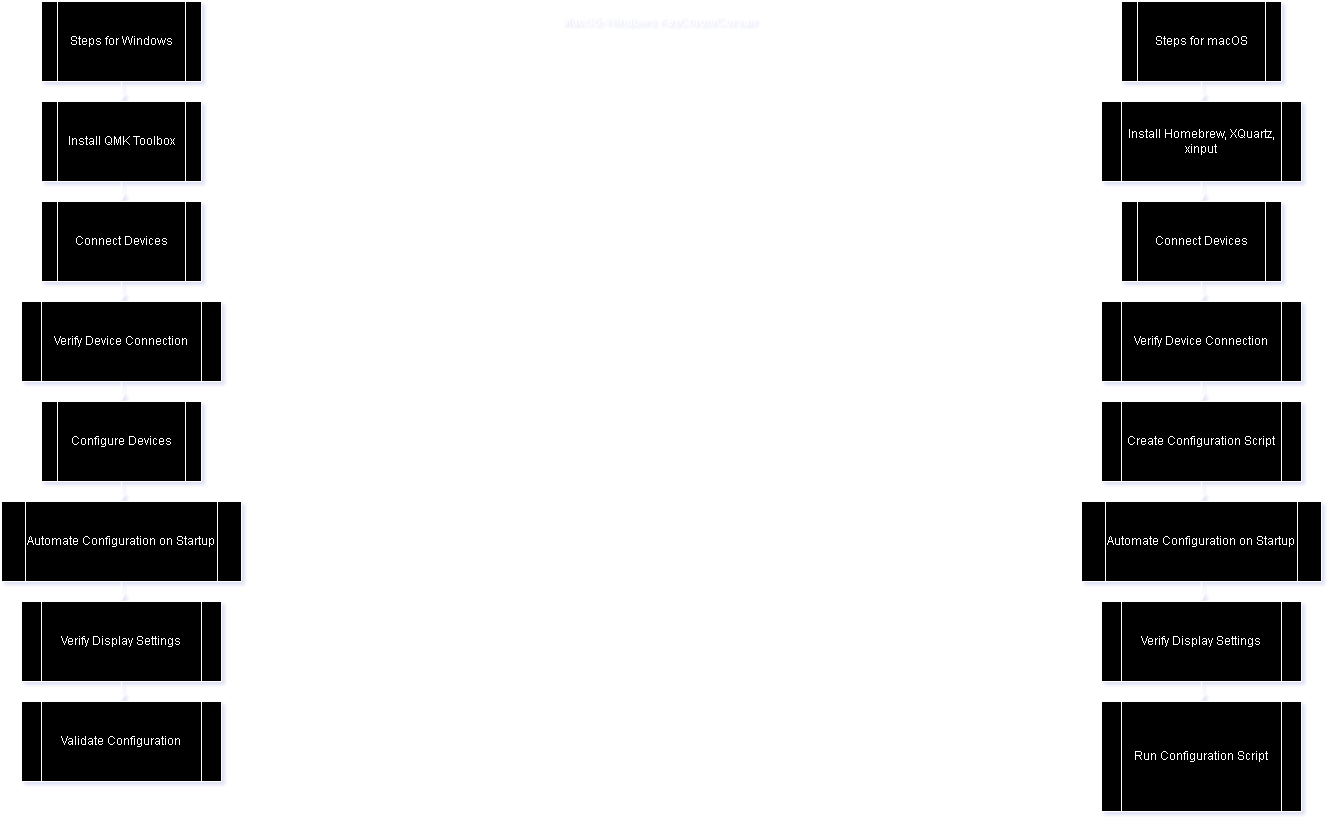 Steps for Windows
Install QMK Toolbox
Connect Devices
Verify Device Connection
Configure Devices
Automate Configuration on Startup
Verify Display Settings
Validate Configuration
Steps for macOS
Install Homebrew, XQuartz,
xinput
Connect Devices
Verify Device Connection
Create Configuration Script
Automate Configuration on Startup
Verify Display Settings
Run Configuration Script